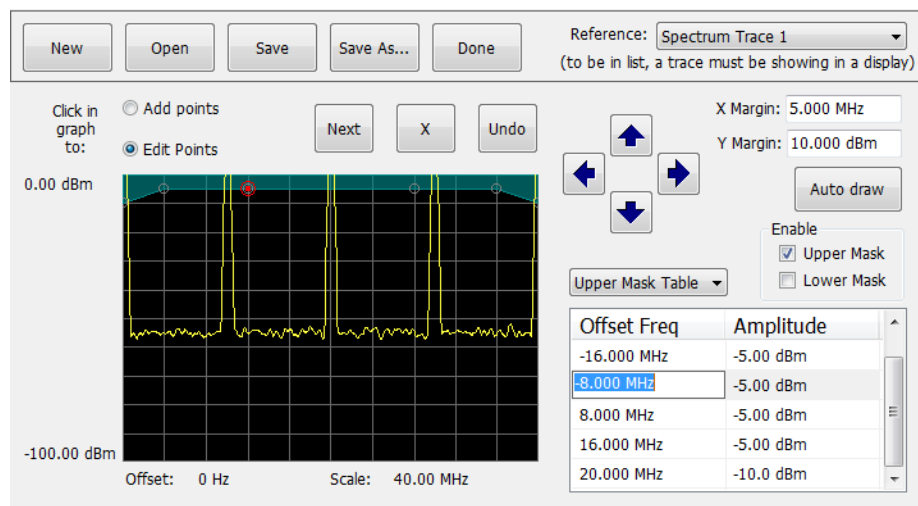 New Open Save Save As... Done Reference: Spectrum Trace 1
(to be in list, a trace must be showing in a display)
Click in graph to:
Add points
Edit Points
Next X Undo
X Margin: 5.000 MHz
Y Margin: 10.000 dBm
Auto draw
Enable
Upper Mask
Lower Mask
0.00 dBm
-100.00 dBm
Offset: 0 Hz Scale: 40.00 MHz
Upper Mask Table
Offset Freq Amplitude
-16.000 MHz -5.00 dBm
-8.000 MHz -5.00 dBm
8.000 MHz -5.00 dBm
16.000 MHz -5.00 dBm
20.000 MHz -10.0 dBm